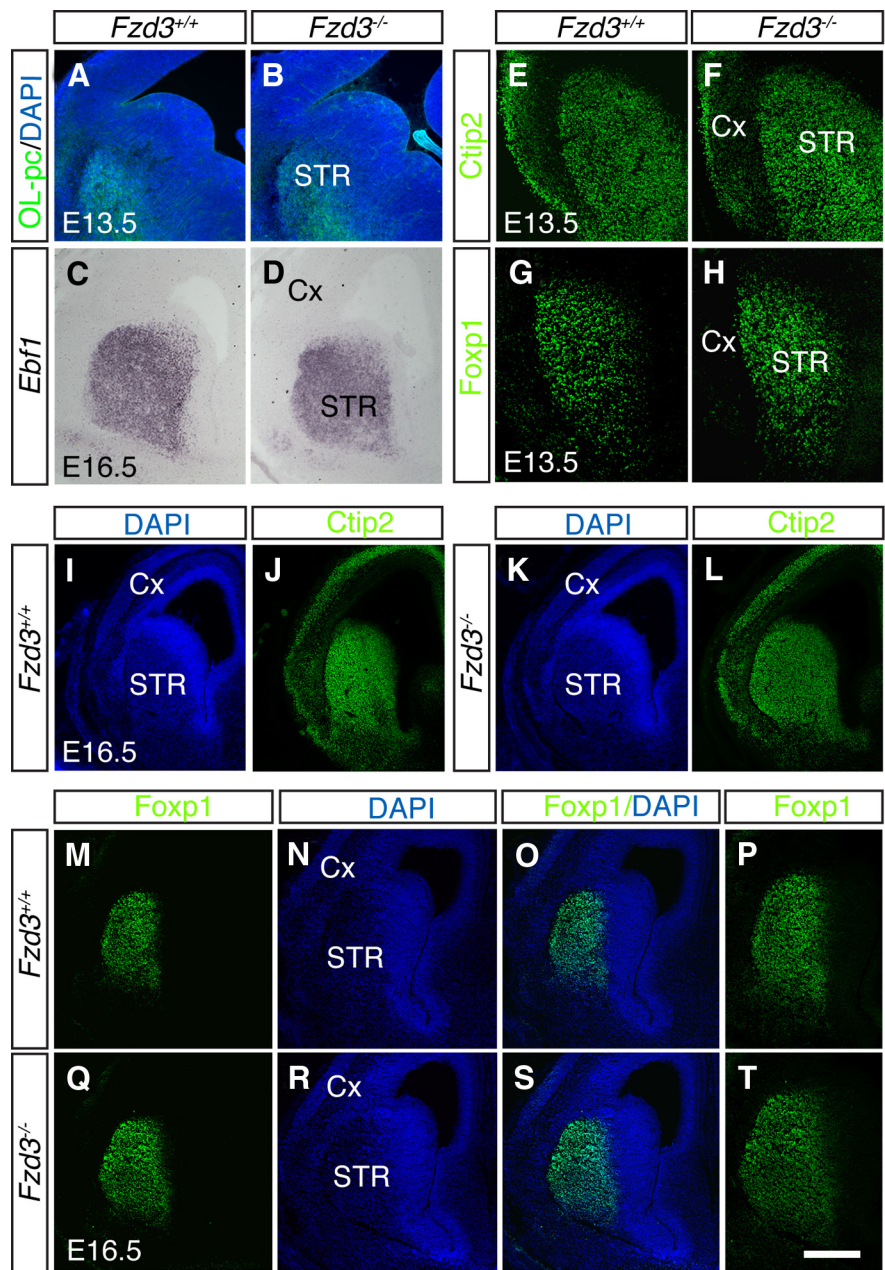 Fzd3+/+ Fzd3-/- Fzd3+/+ Fzd3-/-
OL-pc/DAPI
A B
STR
E13.5
Ctip2
E F
Cx STR
E13.5
Ebf1
C D
Cx
STR
E16.5
Foxp1
G H
Cx STR
E13.5
DAPI Ctip2 DAPI Ctip2
Fzd3+/+
I J
Cx
STR
E16.5
Fzd3-/-
K L
Cx
STR
Foxp1 DAPI Foxp1/DAPI Foxp1
Fzd3+/+
M N O P
Cx
STR
Fzd3-/-
Q R S T
Cx
STR
E16.5